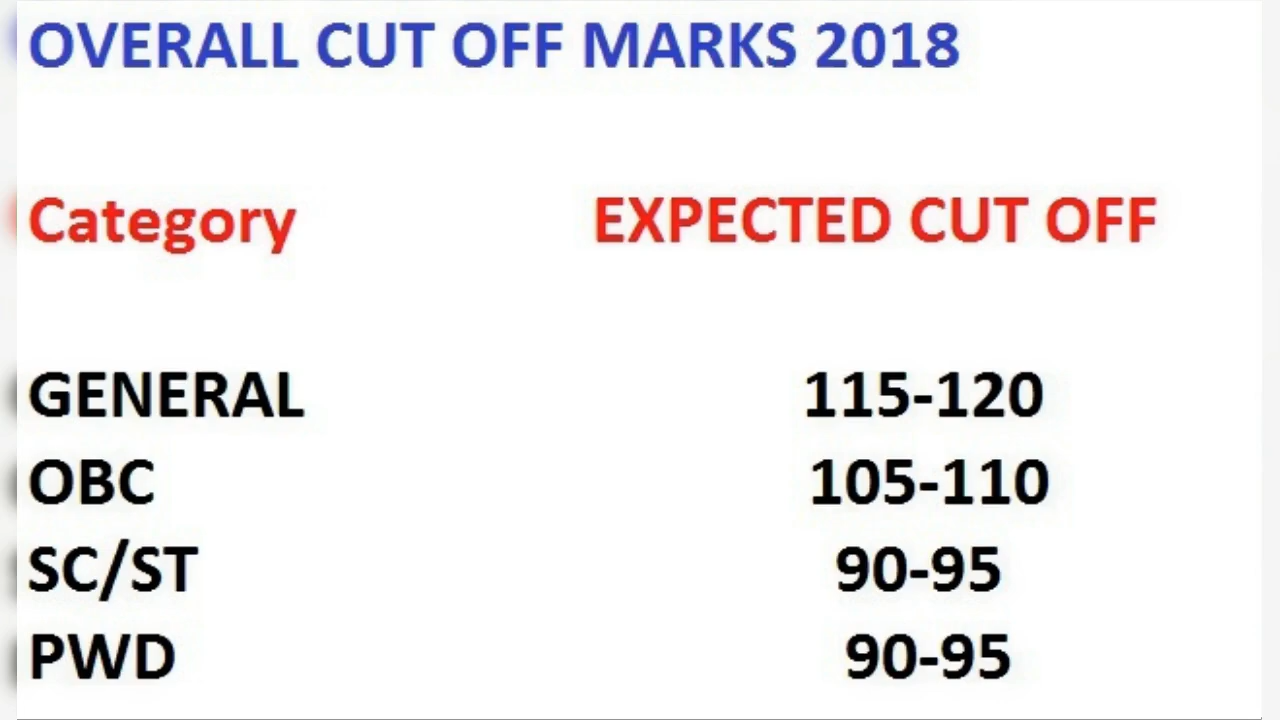 OVERALL CUT OFF MARKS 2018
Category EXPECTED CUT OFF
GENERAL 115-120
OBC 105-110
SC/ST 90-95
PWD 90-95